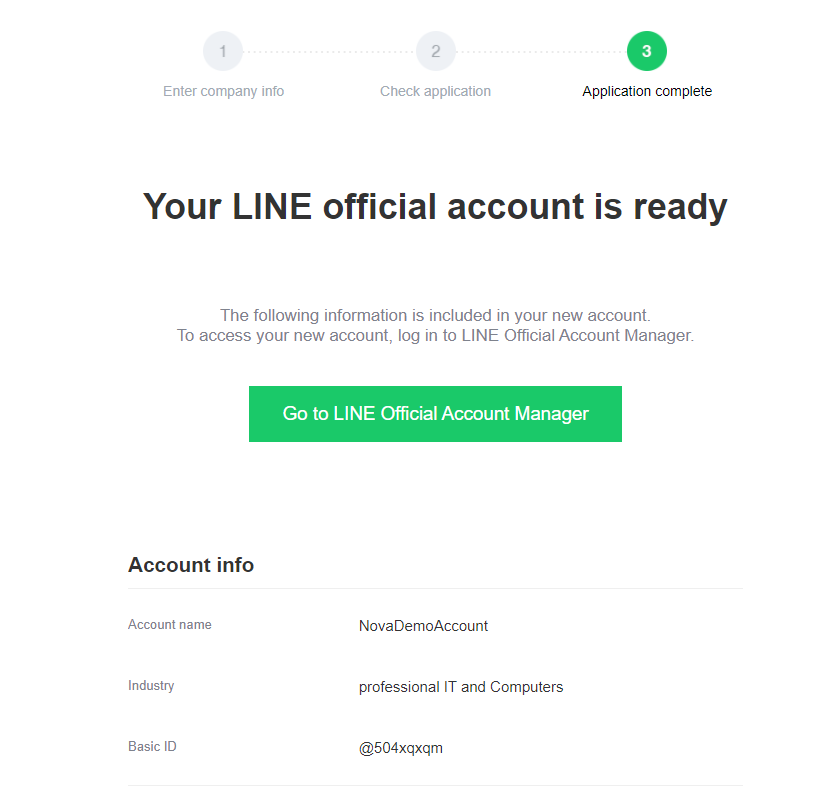 1
2
3
Enter company info
Check application
Application complete
Your LINE official account is ready
The following information is included in your new account.
To access your new account, log in to LINE Official Account Manager.
Go to LINE Official Account Manager
Account info
Account name NovaDemoAccount
Industry professional IT and Computers
Basic ID @504xqxqm